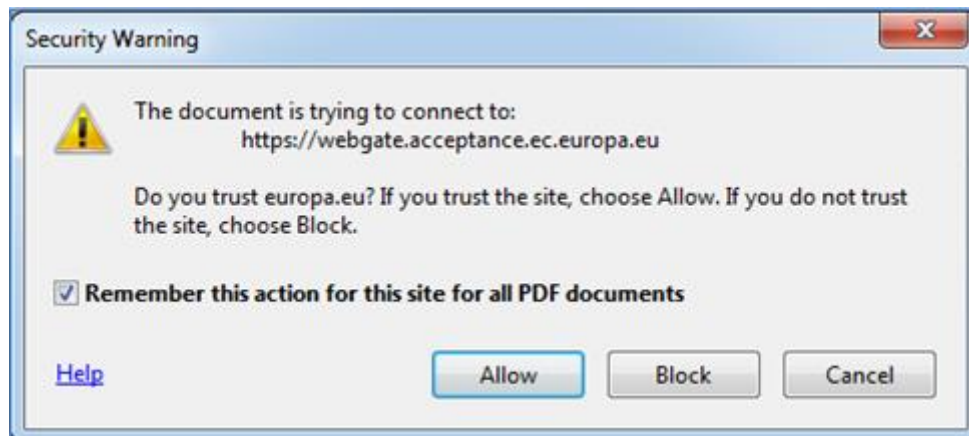 Security Warning
The document is trying to connect to:
https://webgate.acceptance.ec.europa.eu
Do you trust europa.eu? If you trust the site, choose Allow. If you do not trust
the site, choose Block.
Remember this action for this site for all PDF documents
Help
Allow
Block
Cancel